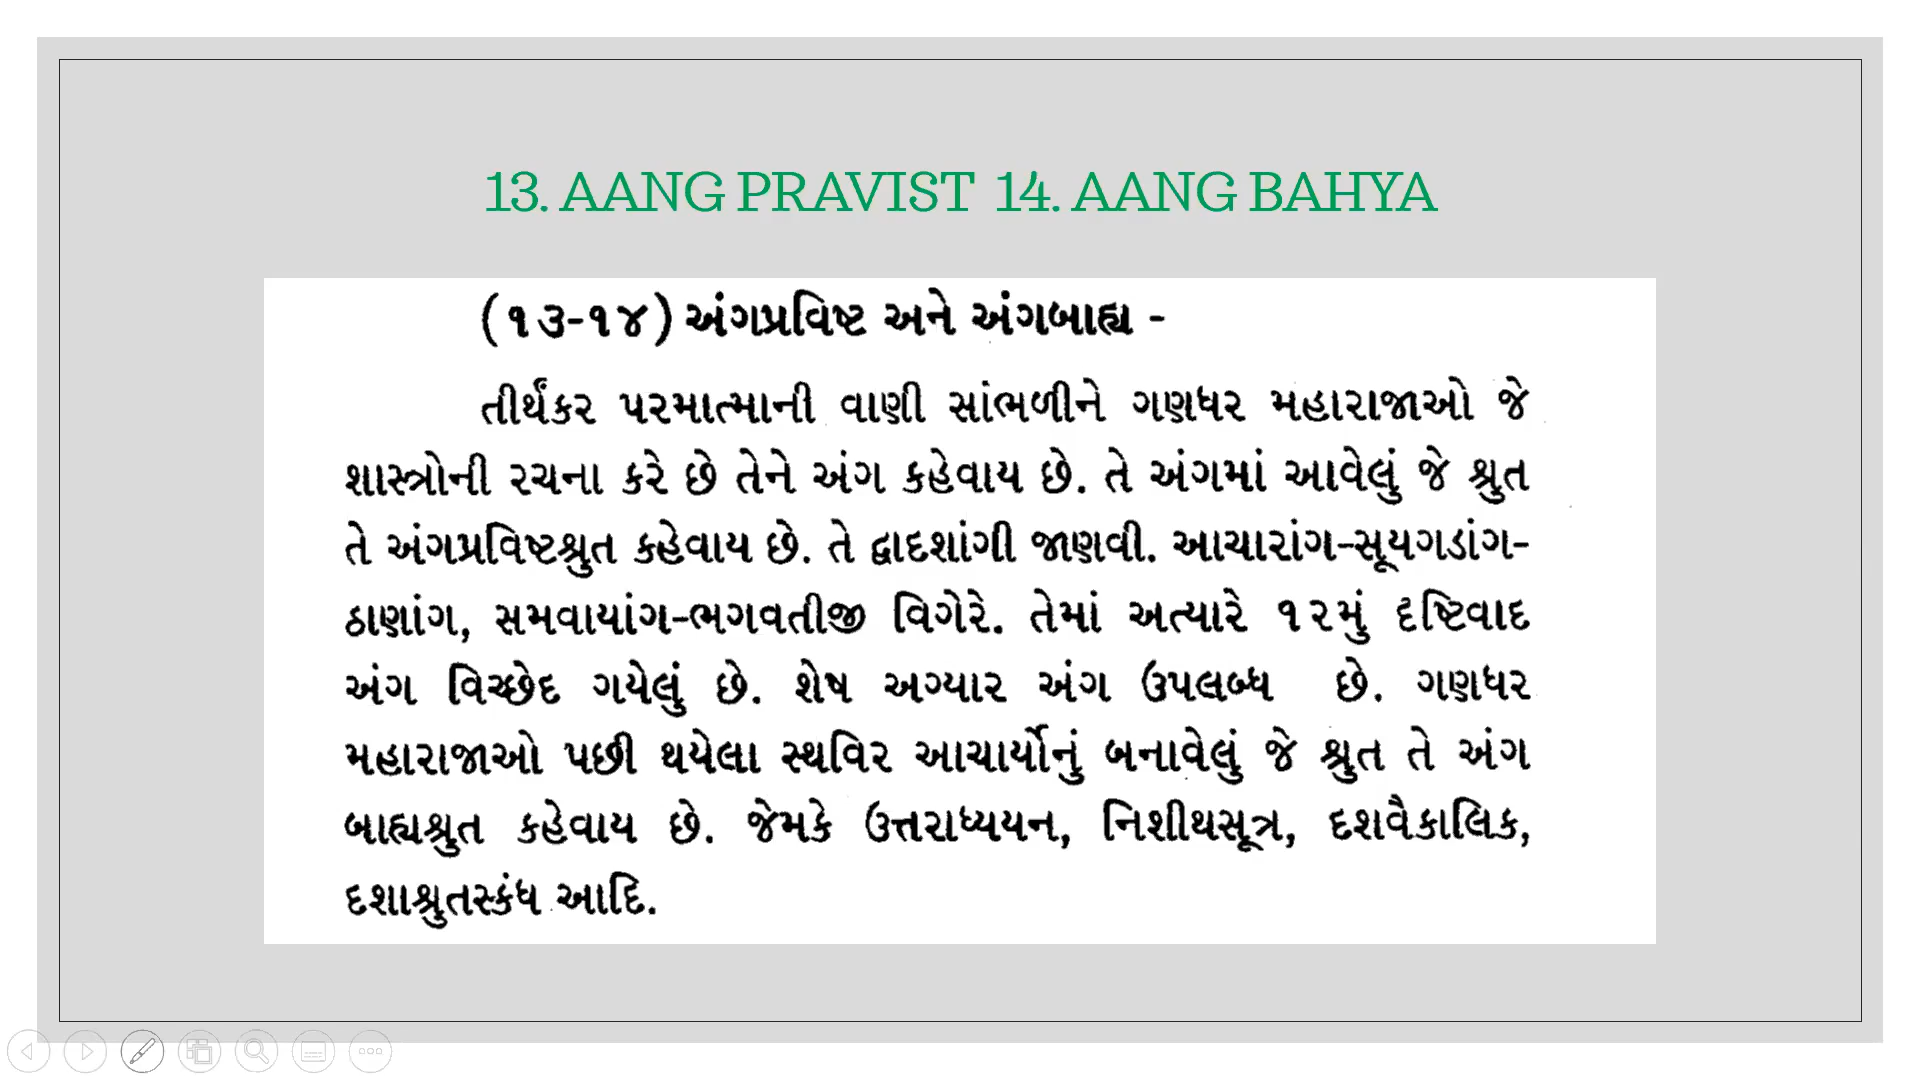 13. AANG PRAVIST 14. AANG BAHYA
(૧૩-૧૪) અંગપ્રવિષ્ટ અને અંગબાહ્ય -
તીર્થંકર પરમાત્માની વાણી સાંભળીને ગણધર મહારાજાઓ જે
શાસ્ત્રોની રચના કરે છે તેને અંગ કહેવાય છે. તે અંગમાં આવેલું જે શ્રુત
તે અંગપ્રવિષ્ટશ્રુત કહેવાય છે. તે દ્વાદશાંગી જાણવી. આચારાંગ-સૂયગડાંગ-
ઠાણાંગ, સમવાયાંગ-ભગવતીજી વિગેરે. તેમાં અત્યારે ૧૨મું દૃષ્ટિવાદ
અંગ વિચ્છેદ ગયેલું છે. શેષ અગ્યાર અંગ ઉપલબ્ધ છે. ગણધર
મહારાજાઓ પછી થયેલા સ્થવિર આચાર્યોનું બનાવેલું જે શ્રુત તે અંગ
બાહ્યશ્રુત કહેવાય છે. જેમકે ઉત્તરાધ્યયન, નિશીથસૂત્ર, દશવૈકાલિક,
દશાશ્રુતસ્કંધ આદિ.